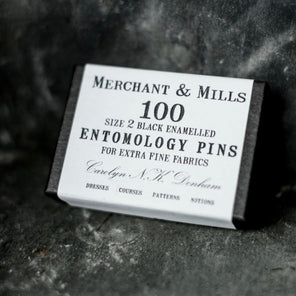 MERCHANT & MILLS
100
SIZE 2 BLACK ENAMELLED
ENTOMOLOGY PINS
FOR EXTRA FINE FABRICS
Carolyn N.K. Denham
DRESSES COURSES PATTERNS NOTIONS